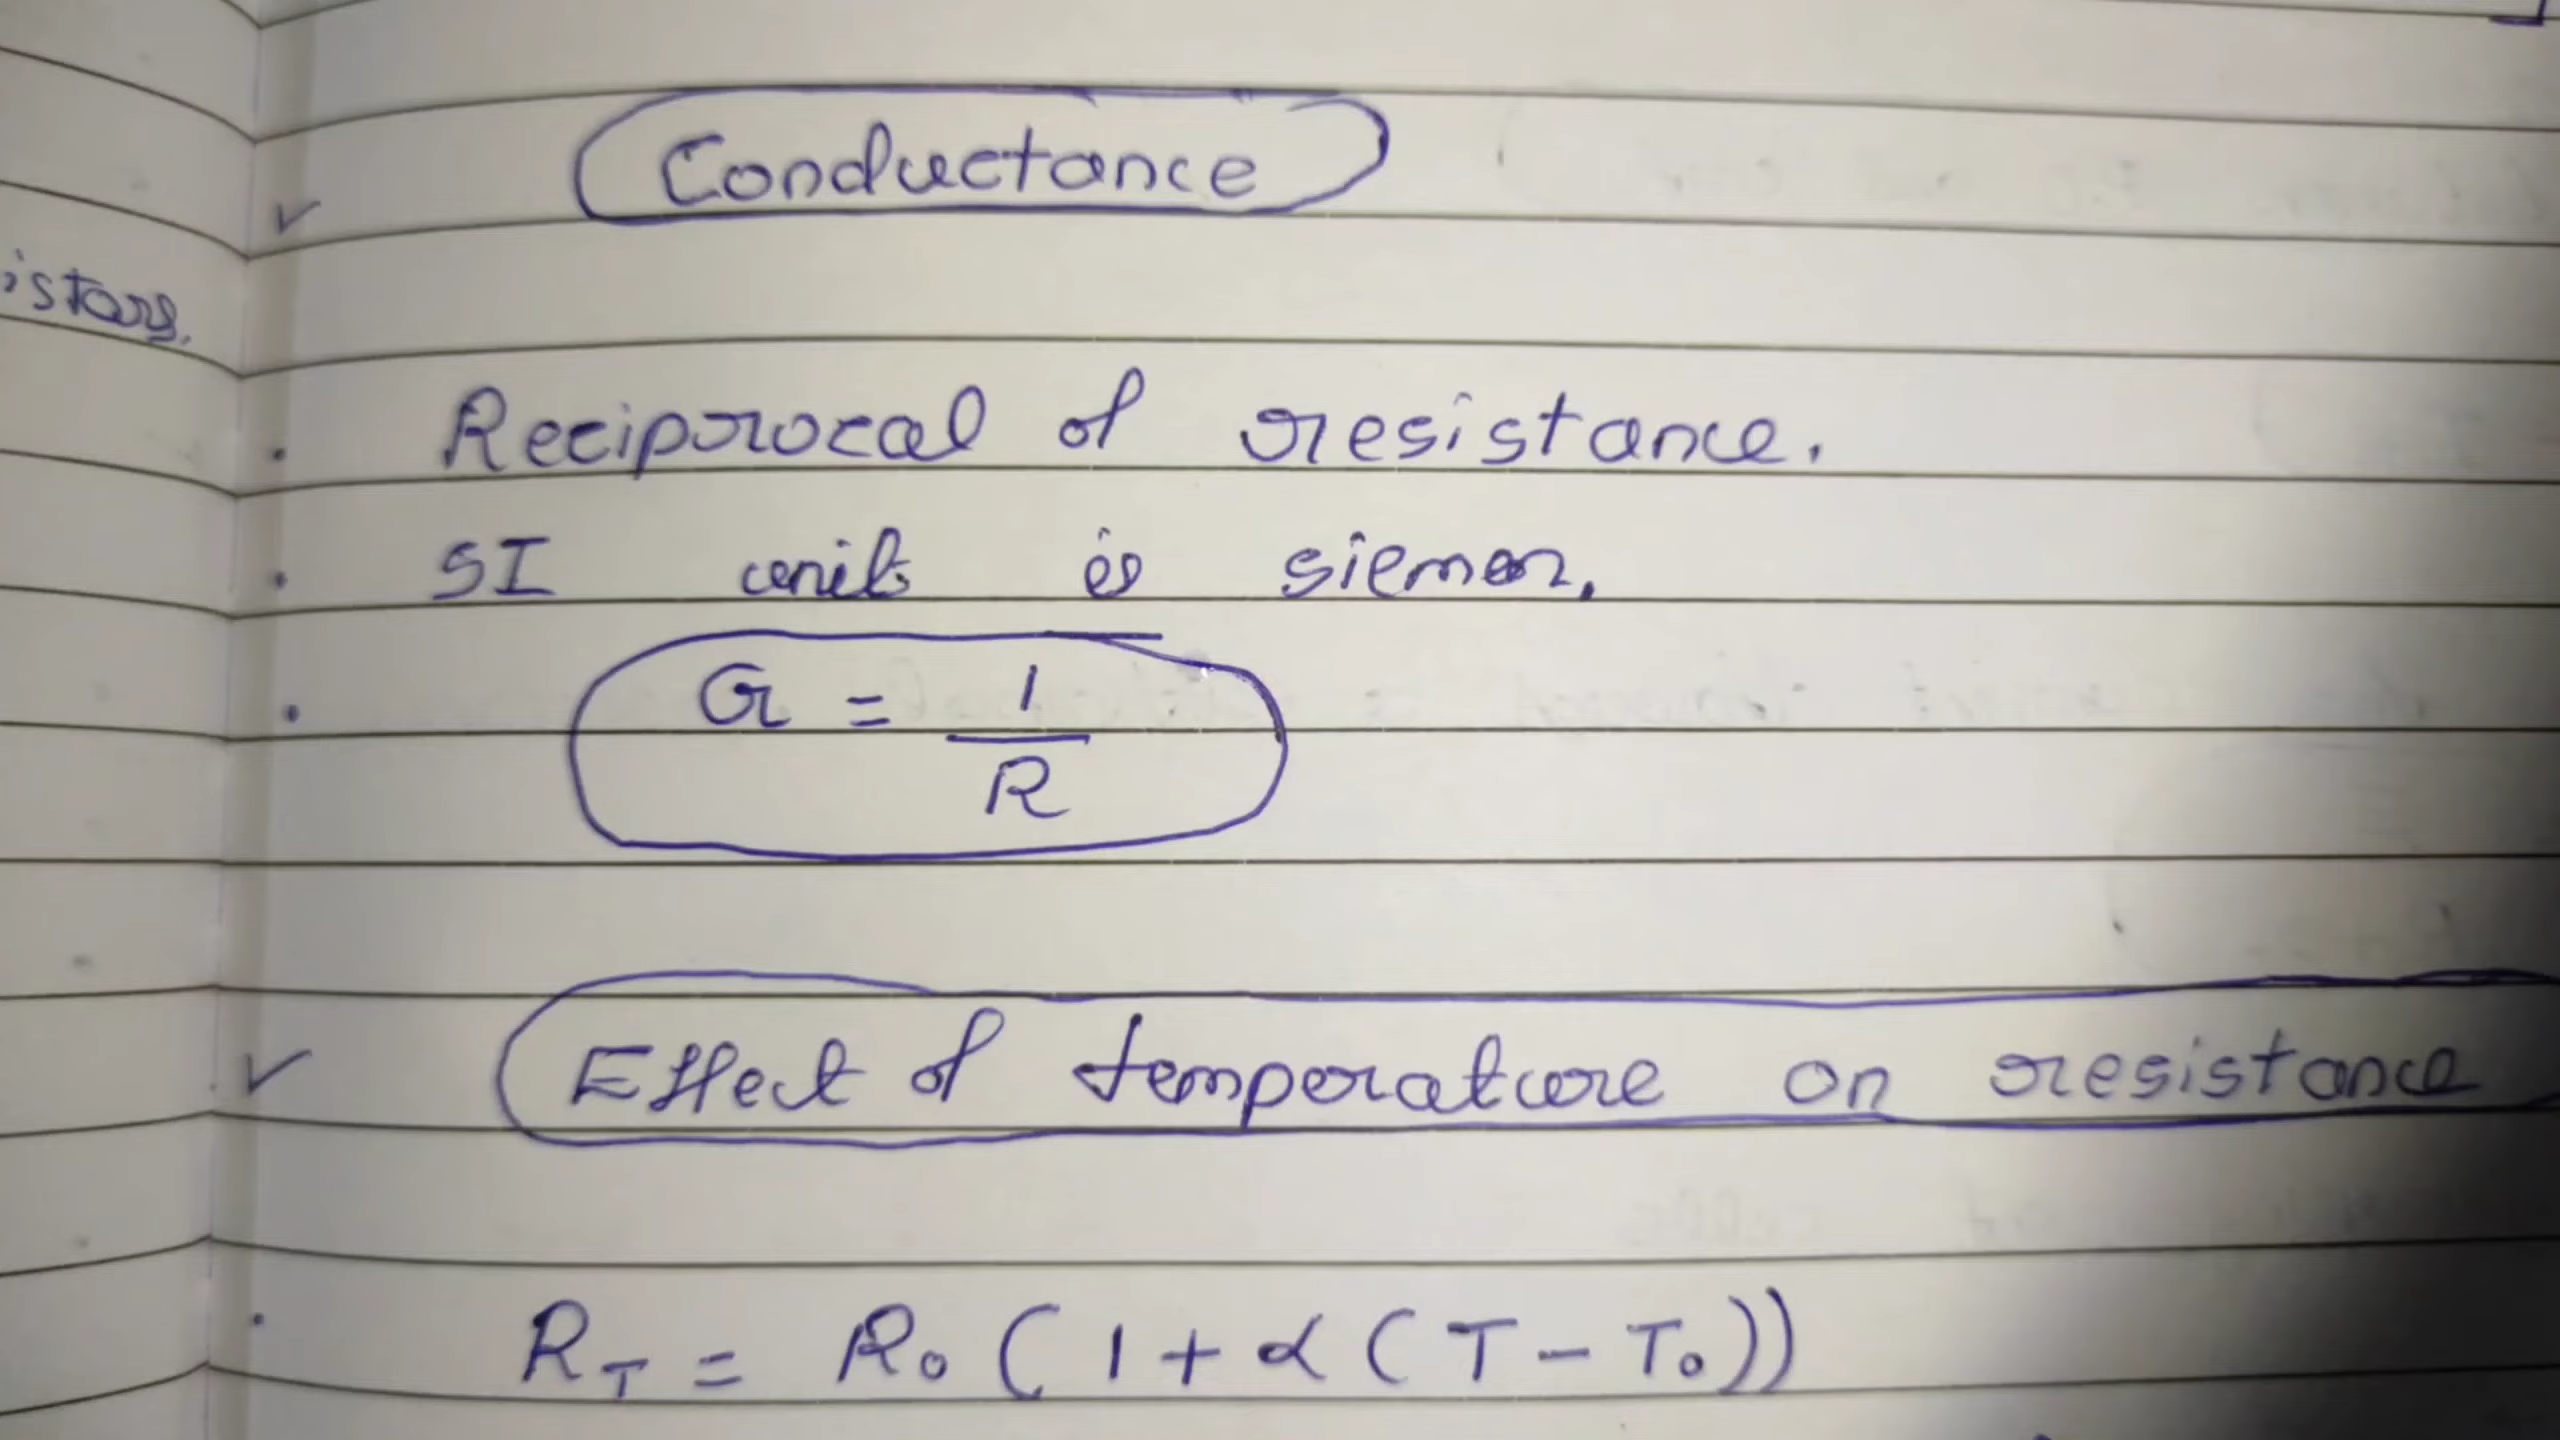 Conductance
istors.
Reciprocal of resistance.
SI unit is siemen.
G = 1/R
Effect of temperature on resistance
R_T = R₀ (1 + α (T - T₀))